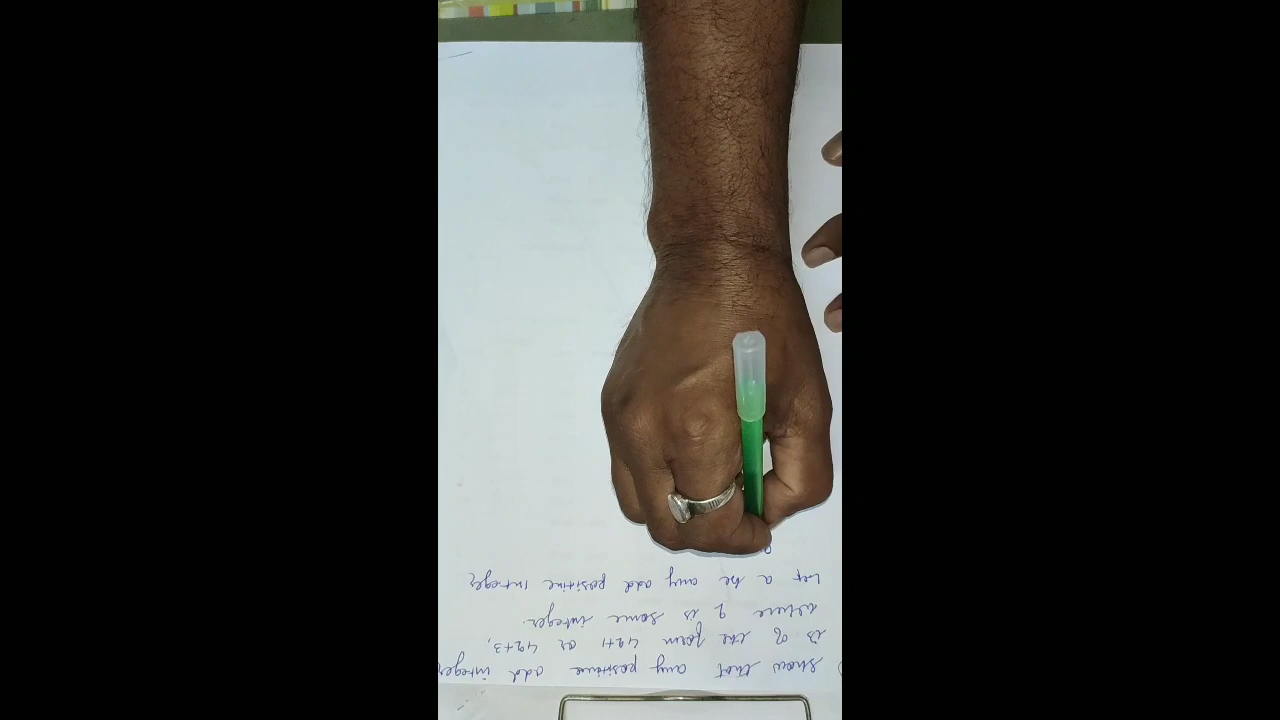 show that any positive odd integer
is of the form 4q+1 or 4q+3,
where q is some integer.
Let a be any odd positive integer